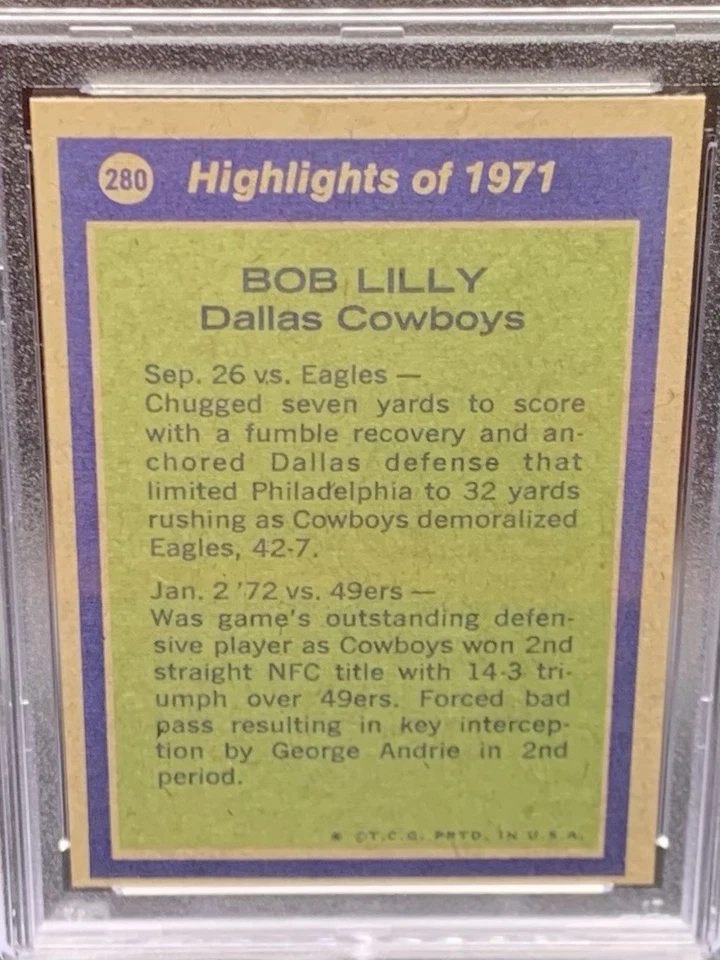 280 Highlights of 1971
BOB LILLY
Dallas Cowboys
Sep. 26 vs. Eagles —
Chugged seven yards to score
with a fumble recovery and an-
chored Dallas defense that
limited Philadelphia to 32 yards
rushing as Cowboys demoralized
Eagles, 42-7.
Jan. 2 '72 vs. 49ers —
Was game's outstanding defen-
sive player as Cowboys won 2nd
straight NFC title with 14-3 tri-
umph over 49ers. Forced bad
pass resulting in key intercep-
tion by George Andrie in 2nd
period.
* ©T.C.G. PRTD. IN U.S.A.